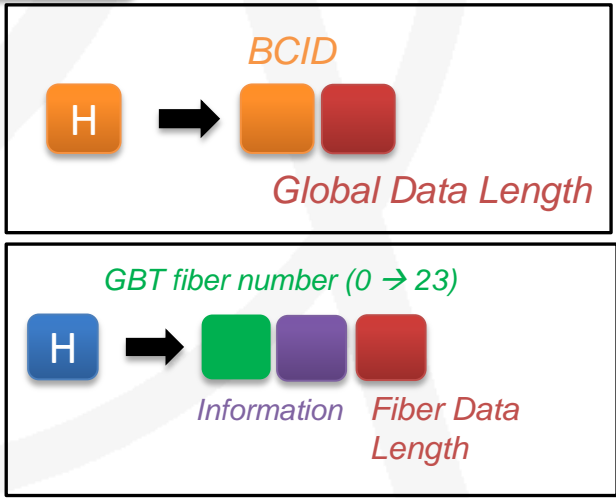 BCID
H
Global Data Length
GBT fiber number (0 → 23)
H
Information
Fiber Data
Length